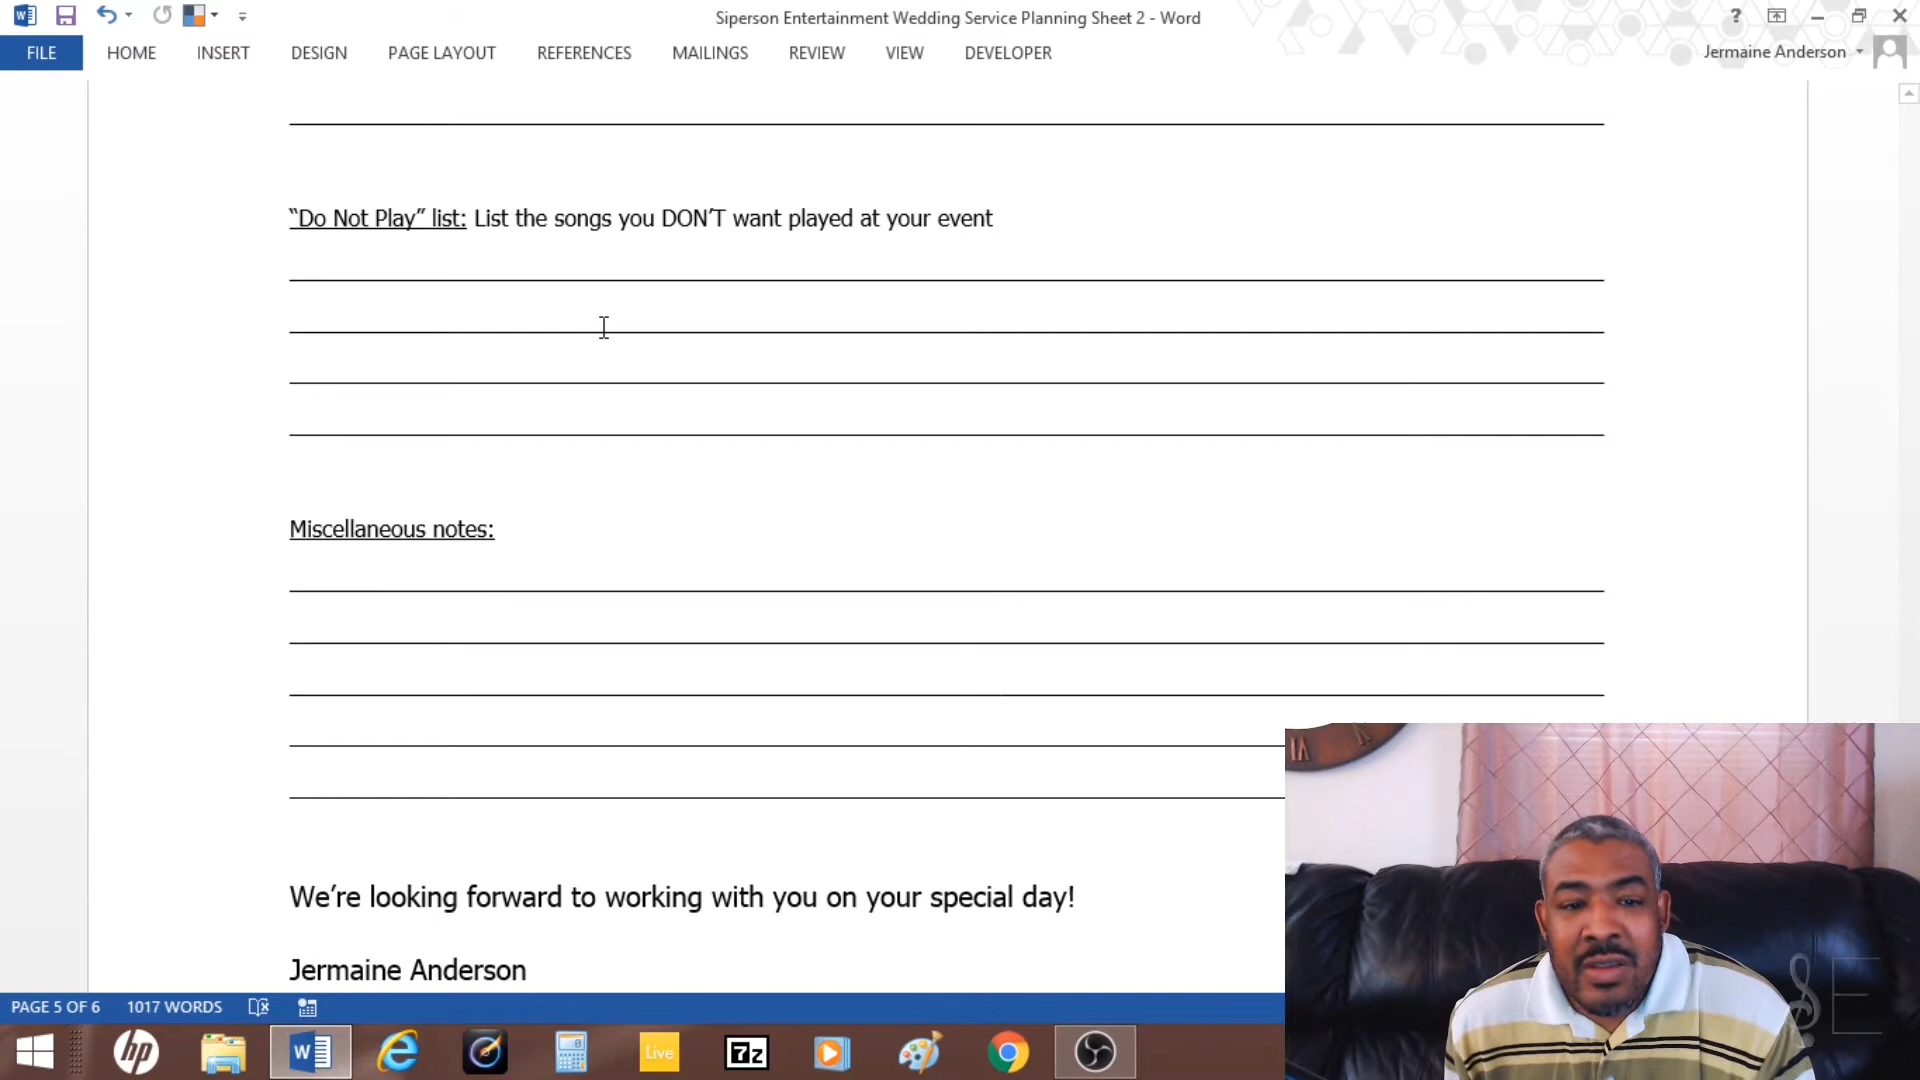 Siperson Entertainment Wedding Service Planning Sheet 2 - Word
FILE HOME INSERT DESIGN PAGE LAYOUT REFERENCES MAILINGS REVIEW VIEW DEVELOPER
Jermaine Anderson
“Do Not Play” list: List the songs you DON’T want played at your event
Miscellaneous notes:
We’re looking forward to working with you on your special day!
Jermaine Anderson
PAGE 5 OF 6 1017 WORDS
hp
Live
7z
E